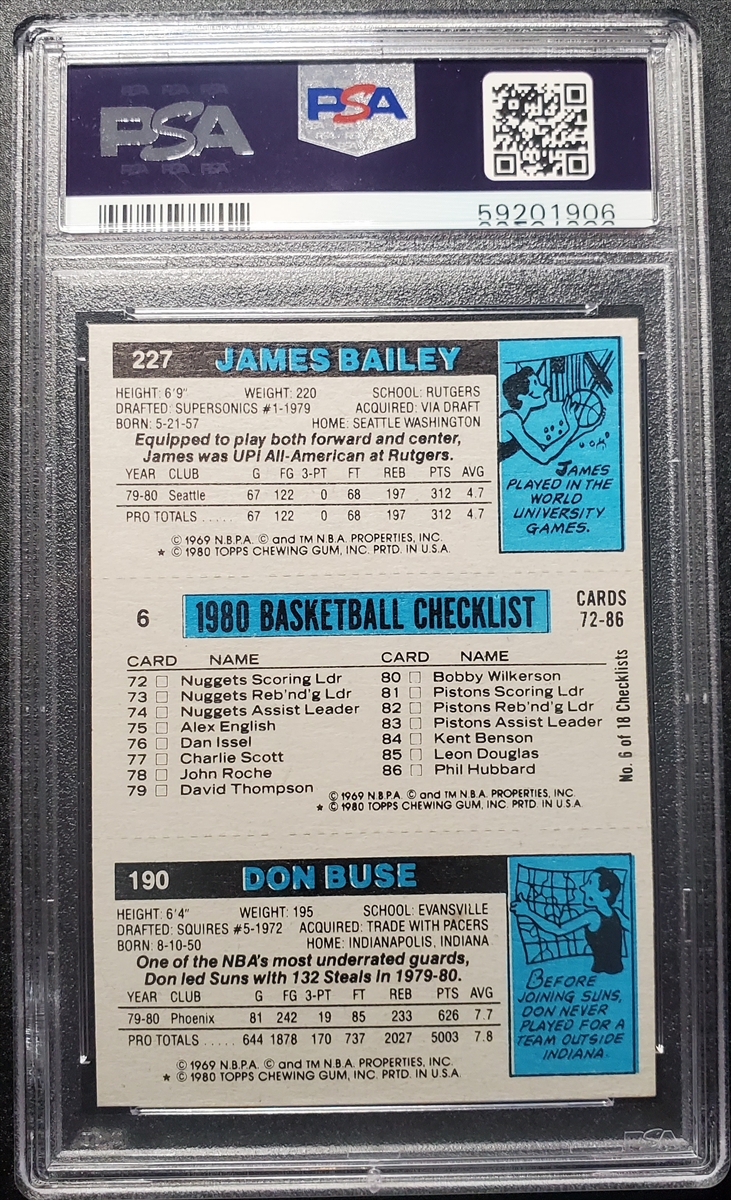 PSA
PSA
59201906
227 JAMES BAILEY
HEIGHT: 6'9" WEIGHT: 220 SCHOOL: RUTGERS
DRAFTED: SUPERSONICS #1-1979 ACQUIRED: VIA DRAFT
BORN: 5-21-57 HOME: SEATTLE WASHINGTON
Equipped to play both forward and center,
James was UPI All-American at Rutgers.
YEAR CLUB G FG 3-PT FT REB PTS AVG
79-80 Seattle 67 122 0 68 197 312 4.7
PRO TOTALS ..... 67 122 0 68 197 312 4.7
© 1969 N.B.P.A. © and TM N.B.A. PROPERTIES, INC.
★ © 1980 TOPPS CHEWING GUM, INC. PRTD. IN U.S.A.
JAMES
PLAYED IN THE
WORLD
UNIVERSITY
GAMES.
6 1980 BASKETBALL CHECKLIST CARDS
72-86
CARD NAME
72 Nuggets Scoring Ldr
73 Nuggets Reb'nd'g Ldr
74 Nuggets Assist Leader
75 Alex English
76 Dan Issel
77 Charlie Scott
78 John Roche
79 David Thompson
CARD NAME
80 Bobby Wilkerson
81 Pistons Scoring Ldr
82 Pistons Reb'nd'g Ldr
83 Pistons Assist Leader
84 Kent Benson
85 Leon Douglas
86 Phil Hubbard
© 1969 N.B.P.A. © and TM N.B.A. PROPERTIES, INC.
★ © 1980 TOPPS CHEWING GUM, INC. PRTD. IN U.S.A.
No. 6 of 18 Checklists
190 DON BUSE
HEIGHT: 6'4" WEIGHT: 195 SCHOOL: EVANSVILLE
DRAFTED: SQUIRES #5-1972 ACQUIRED: TRADE WITH PACERS
BORN: 8-10-50 HOME: INDIANAPOLIS, INDIANA
One of the NBA's most underrated guards,
Don led Suns with 132 Steals in 1979-80.
YEAR CLUB G FG 3-PT FT REB PTS AVG
79-80 Phoenix 81 242 19 85 233 626 7.7
PRO TOTALS ..... 644 1878 170 737 2027 5003 7.8
© 1969 N.B.P.A. © and TM N.B.A. PROPERTIES, INC.
★ © 1980 TOPPS CHEWING GUM, INC. PRTD. IN U.S.A.
BEFORE
JOINING SUNS,
DON NEVER
PLAYED FOR A
TEAM OUTSIDE
INDIANA.
PSA